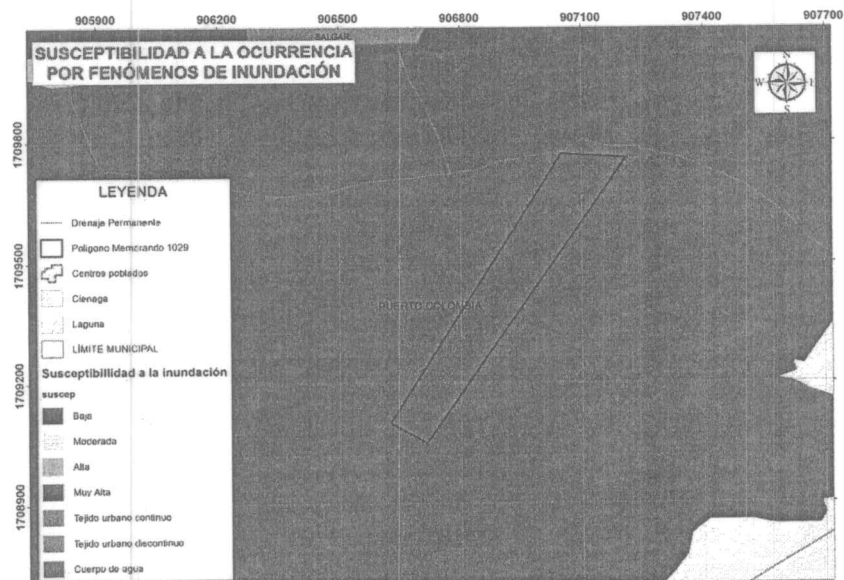 905900 906200 906500 906800 907100 907400 907700
SALGAR
SUSCEPTIBILIDAD A LA OCURRENCIA
POR FENÓMENOS DE INUNDACIÓN
N
W E
S
1709800
1709500
1709200
1708900
LEYENDA
Drenaje Permanente
Poligono Memorando 1029
Centros poblados
Cienaga
Laguna
LÍMITE MUNICIPAL
Susceptibillidad a la inundación
suscep
Baja
Moderada
Alta
Muy Alta
Tejido urbano continuo
Tejido urbano discontinuo
Cuerpo de agua
PUERTO COLOMBIA